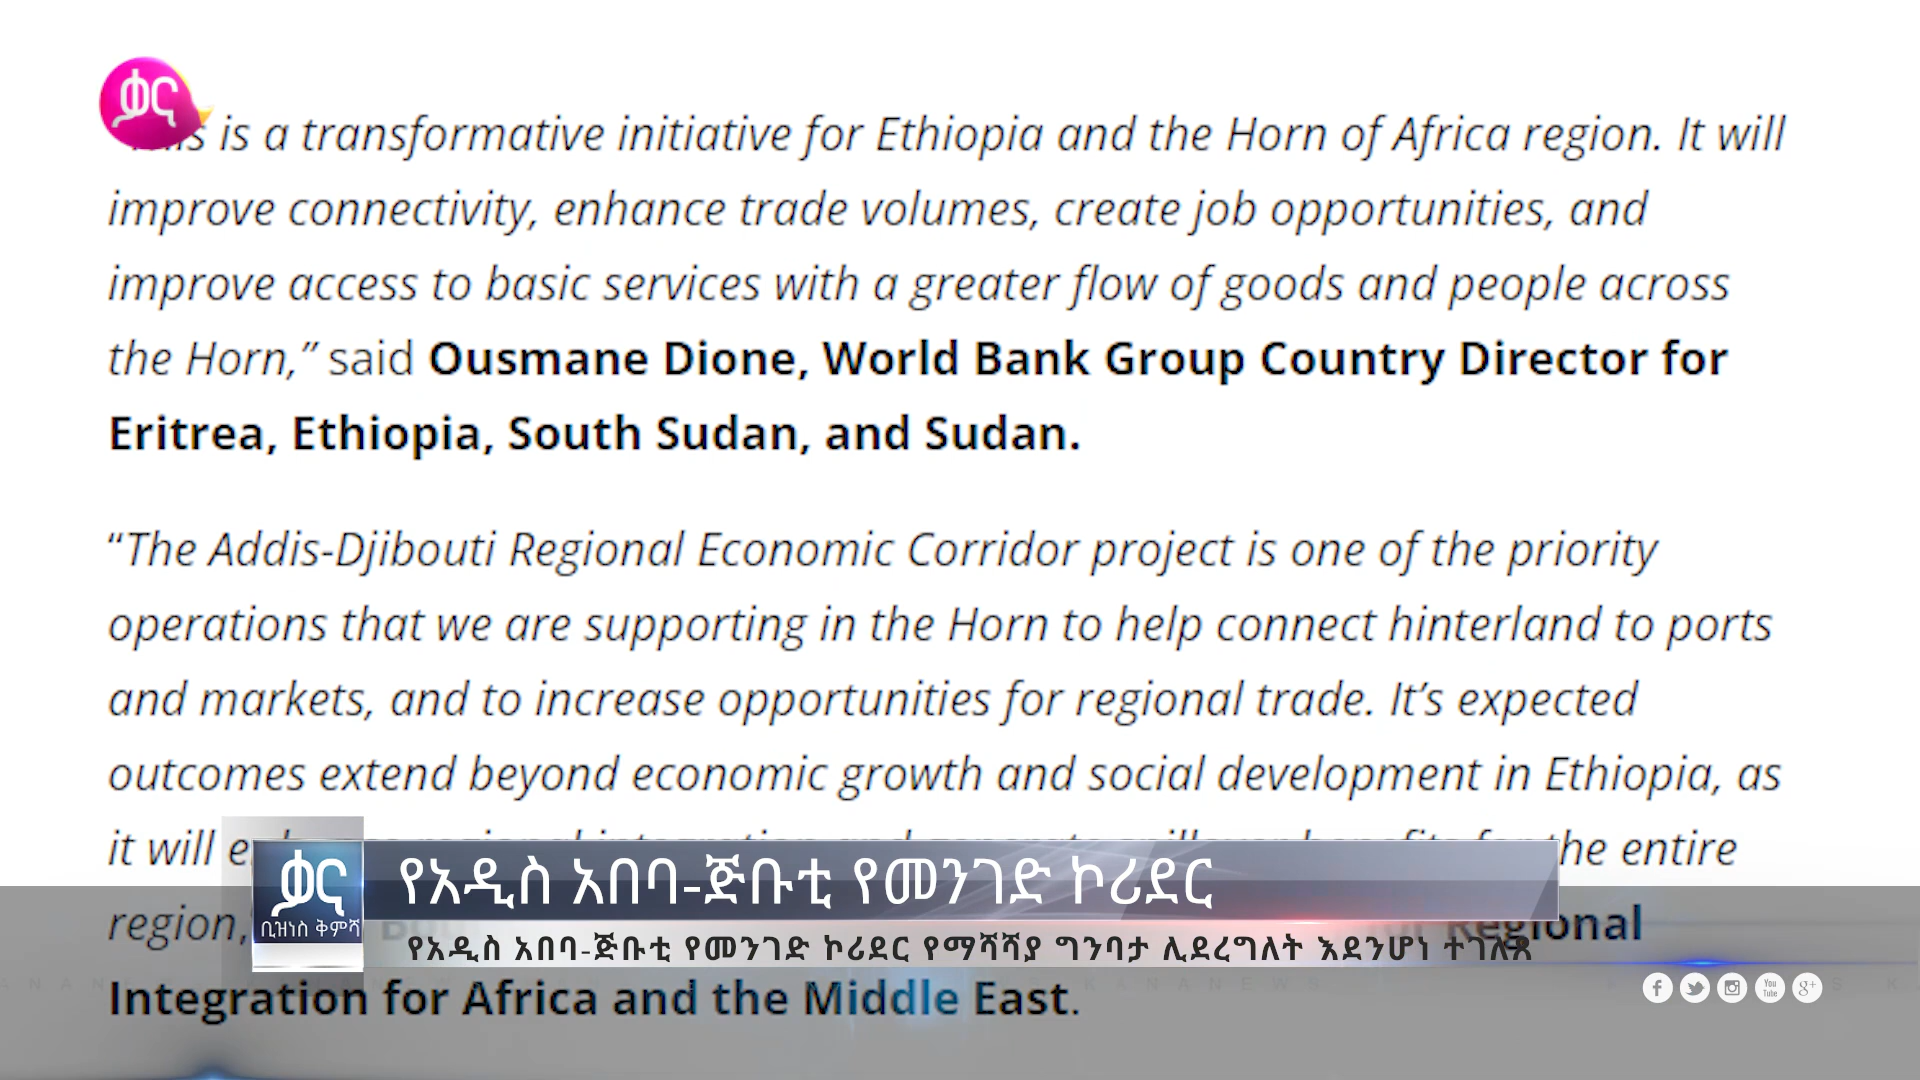 ቃና
is a transformative initiative for Ethiopia and the Horn of Africa region. It will
improve connectivity, enhance trade volumes, create job opportunities, and
improve access to basic services with a greater flow of goods and people across
the Horn,” said Ousmane Dione, World Bank Group Country Director for
Eritrea, Ethiopia, South Sudan, and Sudan.
“The Addis-Djibouti Regional Economic Corridor project is one of the priority
operations that we are supporting in the Horn to help connect hinterland to ports
and markets, and to increase opportunities for regional trade. It’s expected
outcomes extend beyond economic growth and social development in Ethiopia, as
it will the entire
region, Regional
Integration for Africa and the Middle East.
ቃና
ቢዝነስ ቅምሻ
የአዲስ አበባ-ጅቡቲ የመንገድ ኮሪደር
የአዲስ አበባ-ጅቡቲ የመንገድ ኮሪደር የማሻሻያ ግንባታ ሊደረግለት እደንሆነ ተገለጸ
KANANEWS
You
Tube
g+